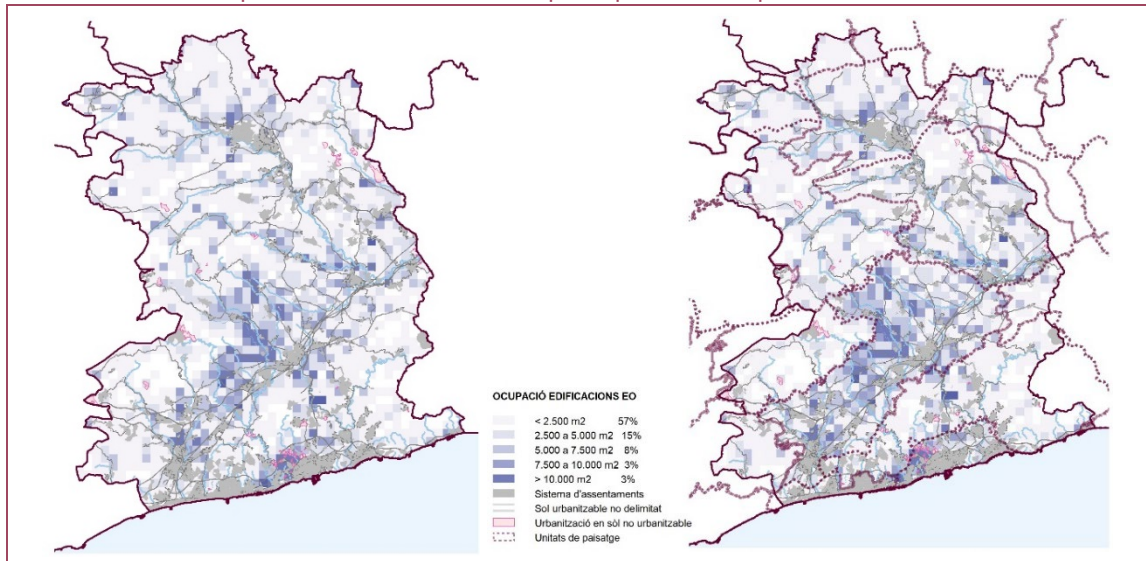 OCUPACIÓ EDIFICACIONS EO
< 2.500 m2 57%
2.500 a 5.000 m2 15%
5.000 a 7.500 m2 8%
7.500 a 10.000 m2 3%
> 10.000 m2 3%
Sistema d'assentaments
Sol urbanitzable no delimitat
Urbanització en sòl no urbanitzable
Unitats de paisatge